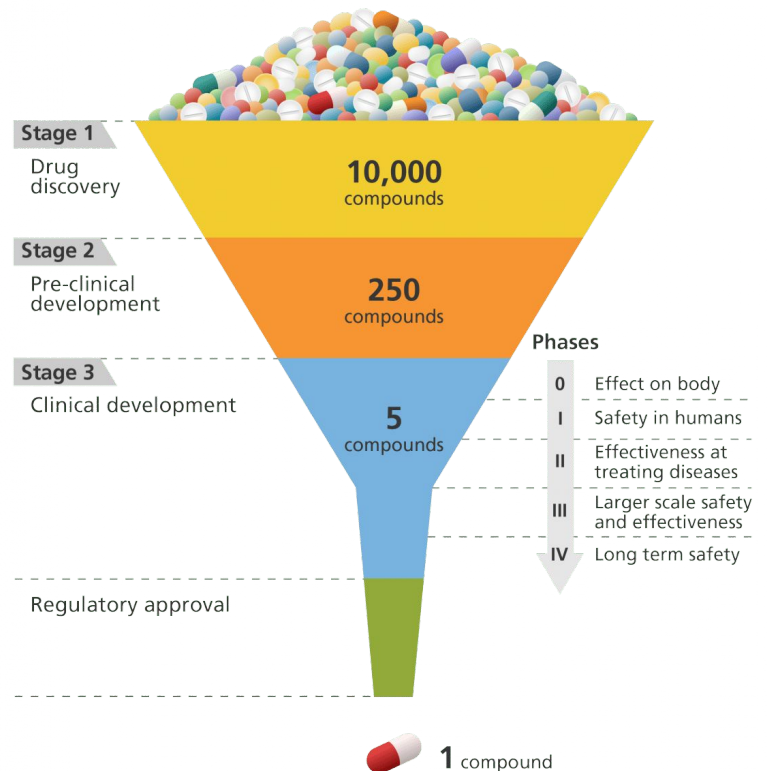 Stage 1
Drug
discovery
10,000
compounds
Stage 2
Pre-clinical
development
250
compounds
Stage 3
Clinical development
5
compounds
Phases
0 Effect on body
I Safety in humans
II Effectiveness at
treating diseases
III Larger scale safety
and effectiveness
IV Long term safety
Regulatory approval
1 compound